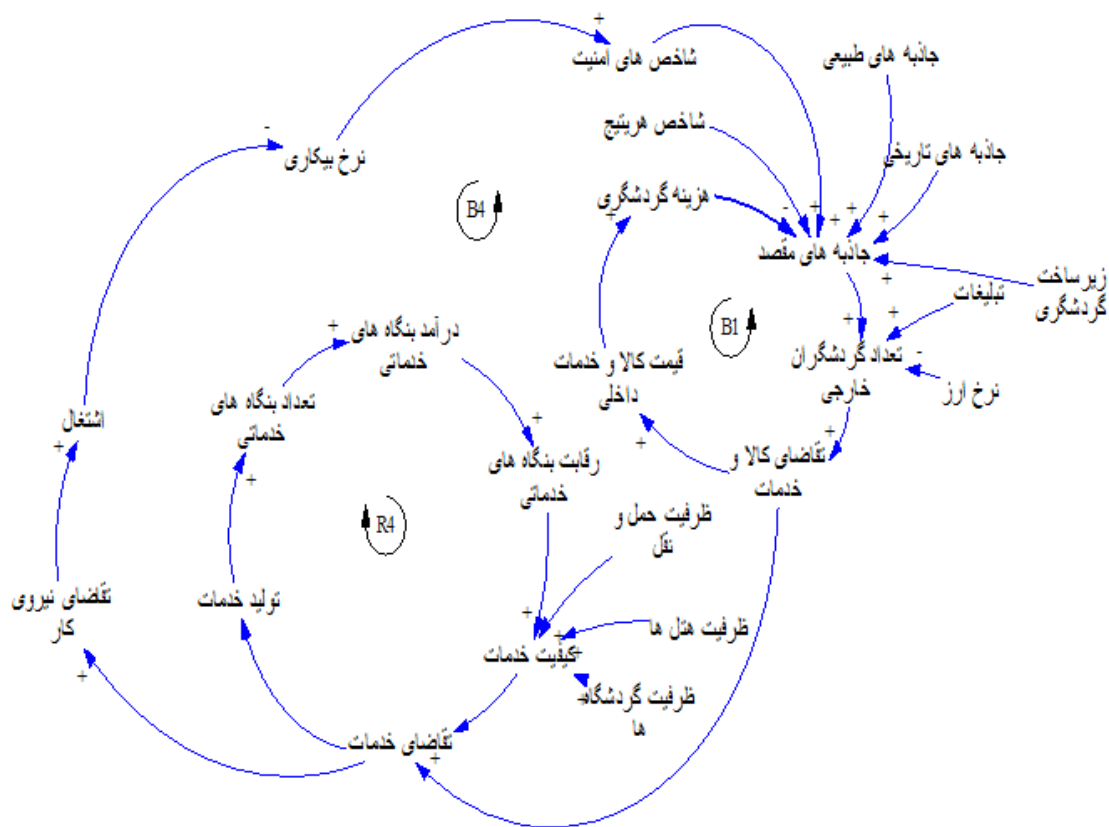 شاخص های امنیت
جاذبه های طبیعی
شاخص هریتیج
جاذبه های تاریخی
نرخ بیکاری
هزینه گردشگری
B4
جاذبه های مقصد
زیرساخت
گردشگری
تبلیغات
B1
درآمد بنگاه های
خدماتی
قیمت کالا و خدمات
داخلی
تعداد گردشگران
خارجی
نرخ ارز
تعداد بنگاه های
خدماتی
اشتغال
رقابت بنگاه های
خدماتی
تقاضای کالا و
خدمات
R4
ظرفیت حمل و
نقل
تقاضای نیروی
کار
تولید خدمات
ظرفیت هتل ها
کیفیت خدمات
ظرفیت گردشگاه
ها
تقاضای خدمات